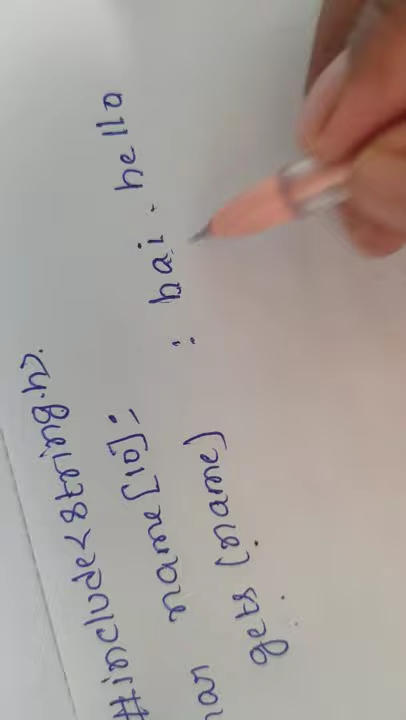 #include<string.h>
name[10]: hello
gets (name) : hai.